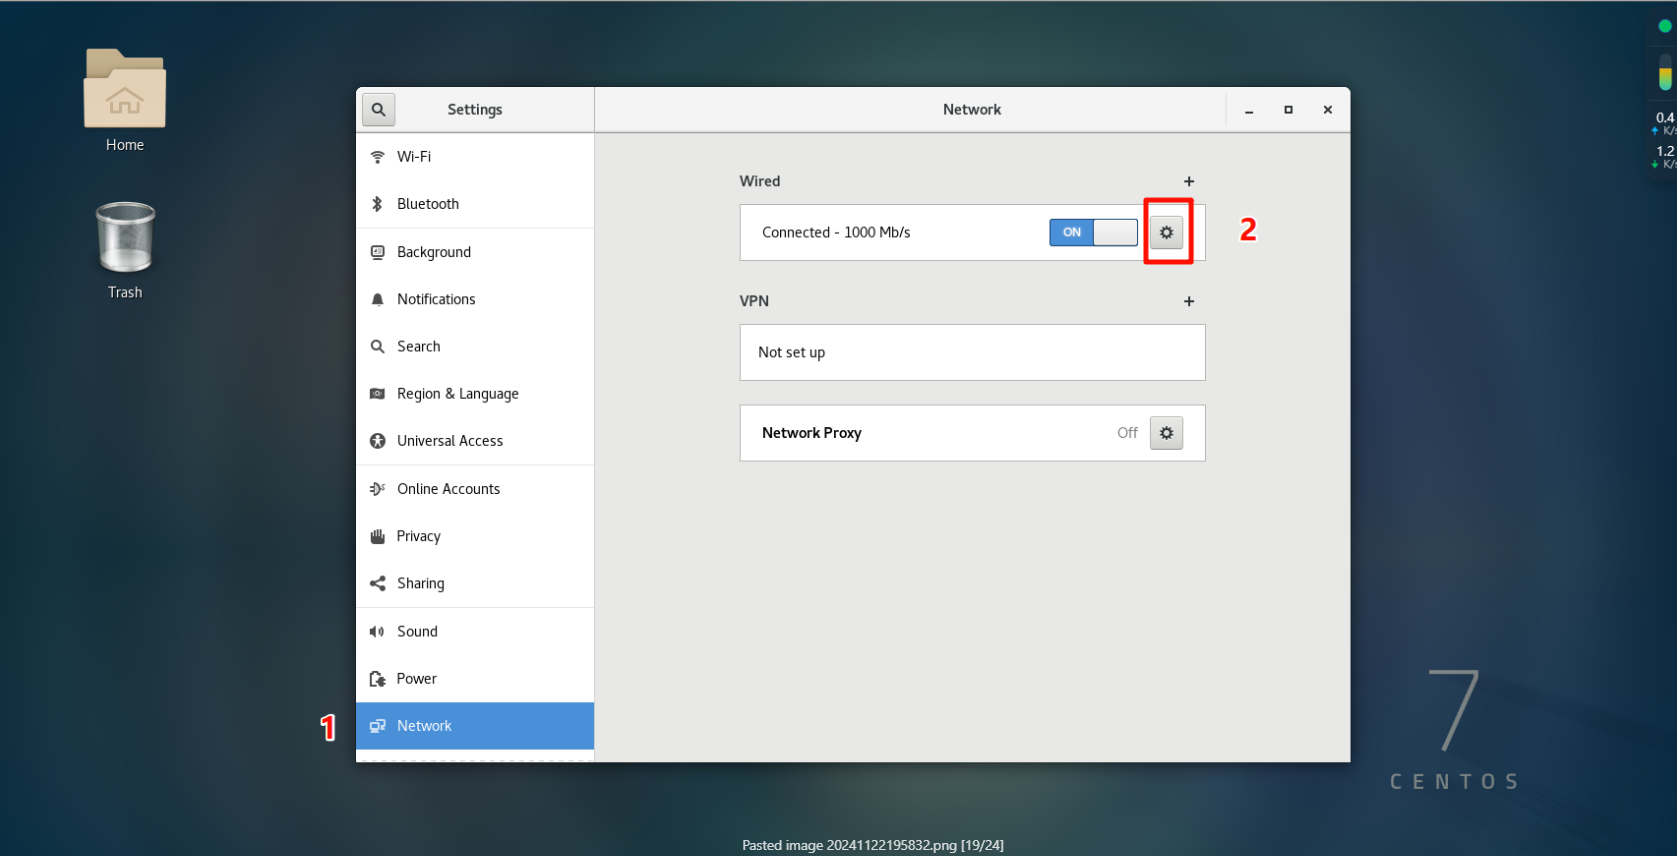 Home
Trash
Settings
Network
Wi-Fi
Bluetooth
Background
Notifications
Search
Region & Language
Universal Access
Online Accounts
Privacy
Sharing
Sound
Power
1
Network
Wired
+
Connected - 1000 Mb/s
ON
2
VPN
+
Not set up
Network Proxy
Off
0.4
K/s
1.2
K/s
7
CENTOS
Pasted image 20241122195832.png [19/24]